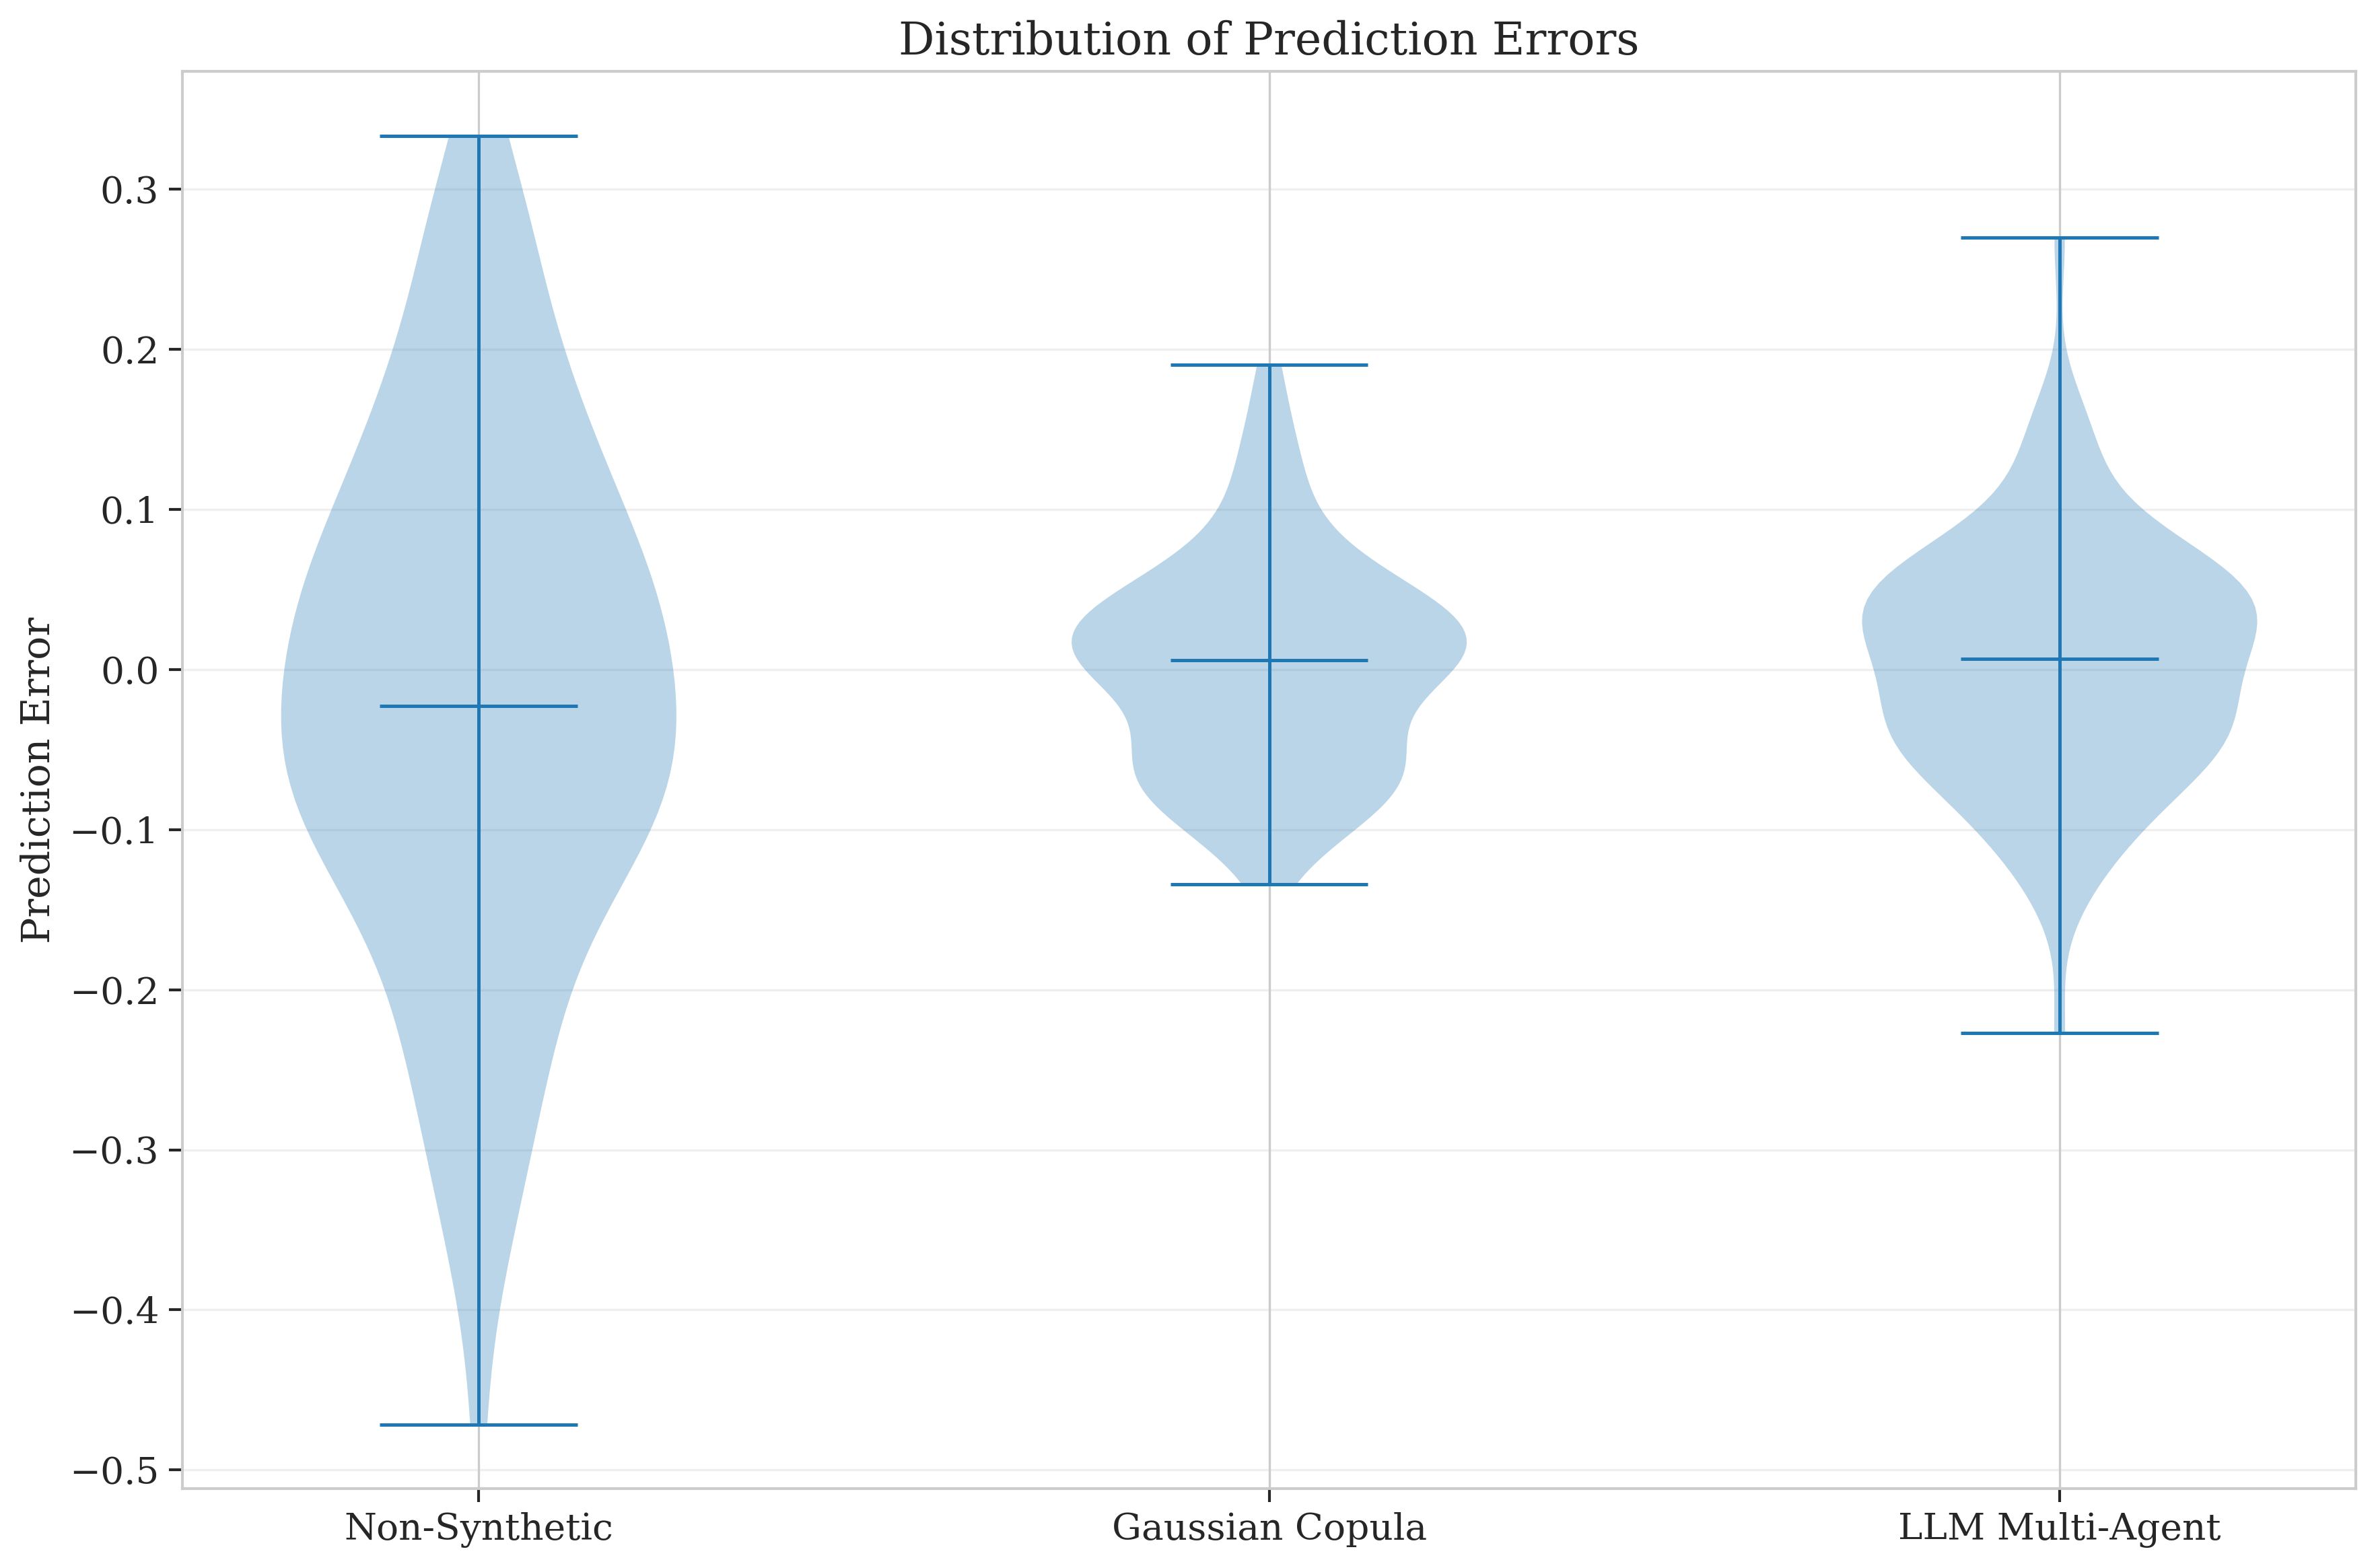 Distribution of Prediction Errors
Prediction Error
0.3
0.2
0.1
0.0
−0.1
−0.2
−0.3
−0.4
−0.5
Non-Synthetic
Gaussian Copula
LLM Multi-Agent